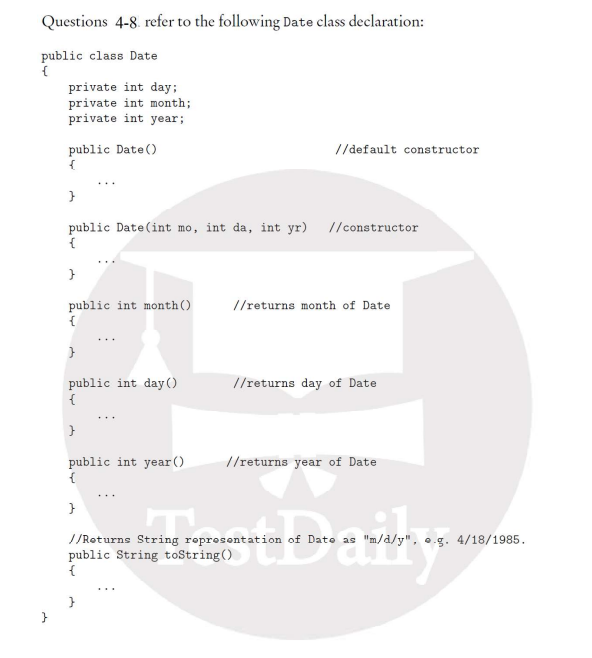 Questions 4-8. refer to the following Date class declaration:
public class Date
{
private int day;
private int month;
private int year;
public Date() //default constructor
{
...
}
public Date(int mo, int da, int yr) //constructor
{
...
}
public int month() //returns month of Date
{
...
}
public int day() //returns day of Date
{
...
}
public int year() //returns year of Date
{
...
}
//Returns String representation of Date as "m/d/y", e.g. 4/18/1985.
public String toString()
{
...
}
}
TestDaily